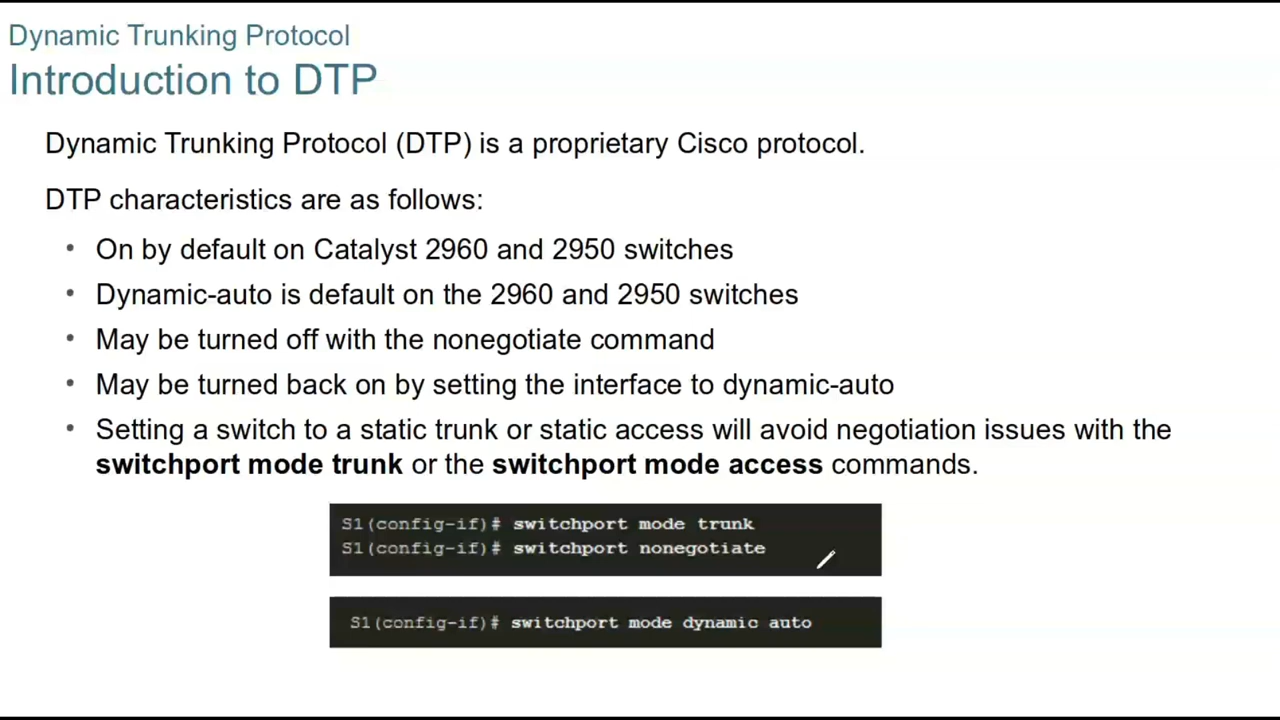 Dynamic Trunking Protocol
Introduction to DTP
Dynamic Trunking Protocol (DTP) is a proprietary Cisco protocol.
DTP characteristics are as follows:
• On by default on Catalyst 2960 and 2950 switches
• Dynamic-auto is default on the 2960 and 2950 switches
• May be turned off with the nonegotiate command
• May be turned back on by setting the interface to dynamic-auto
• Setting a switch to a static trunk or static access will avoid negotiation issues with the
switchport mode trunk or the switchport mode access commands.
S1(config-if)# switchport mode trunk
S1(config-if)# switchport nonegotiate
S1(config-if)# switchport mode dynamic auto